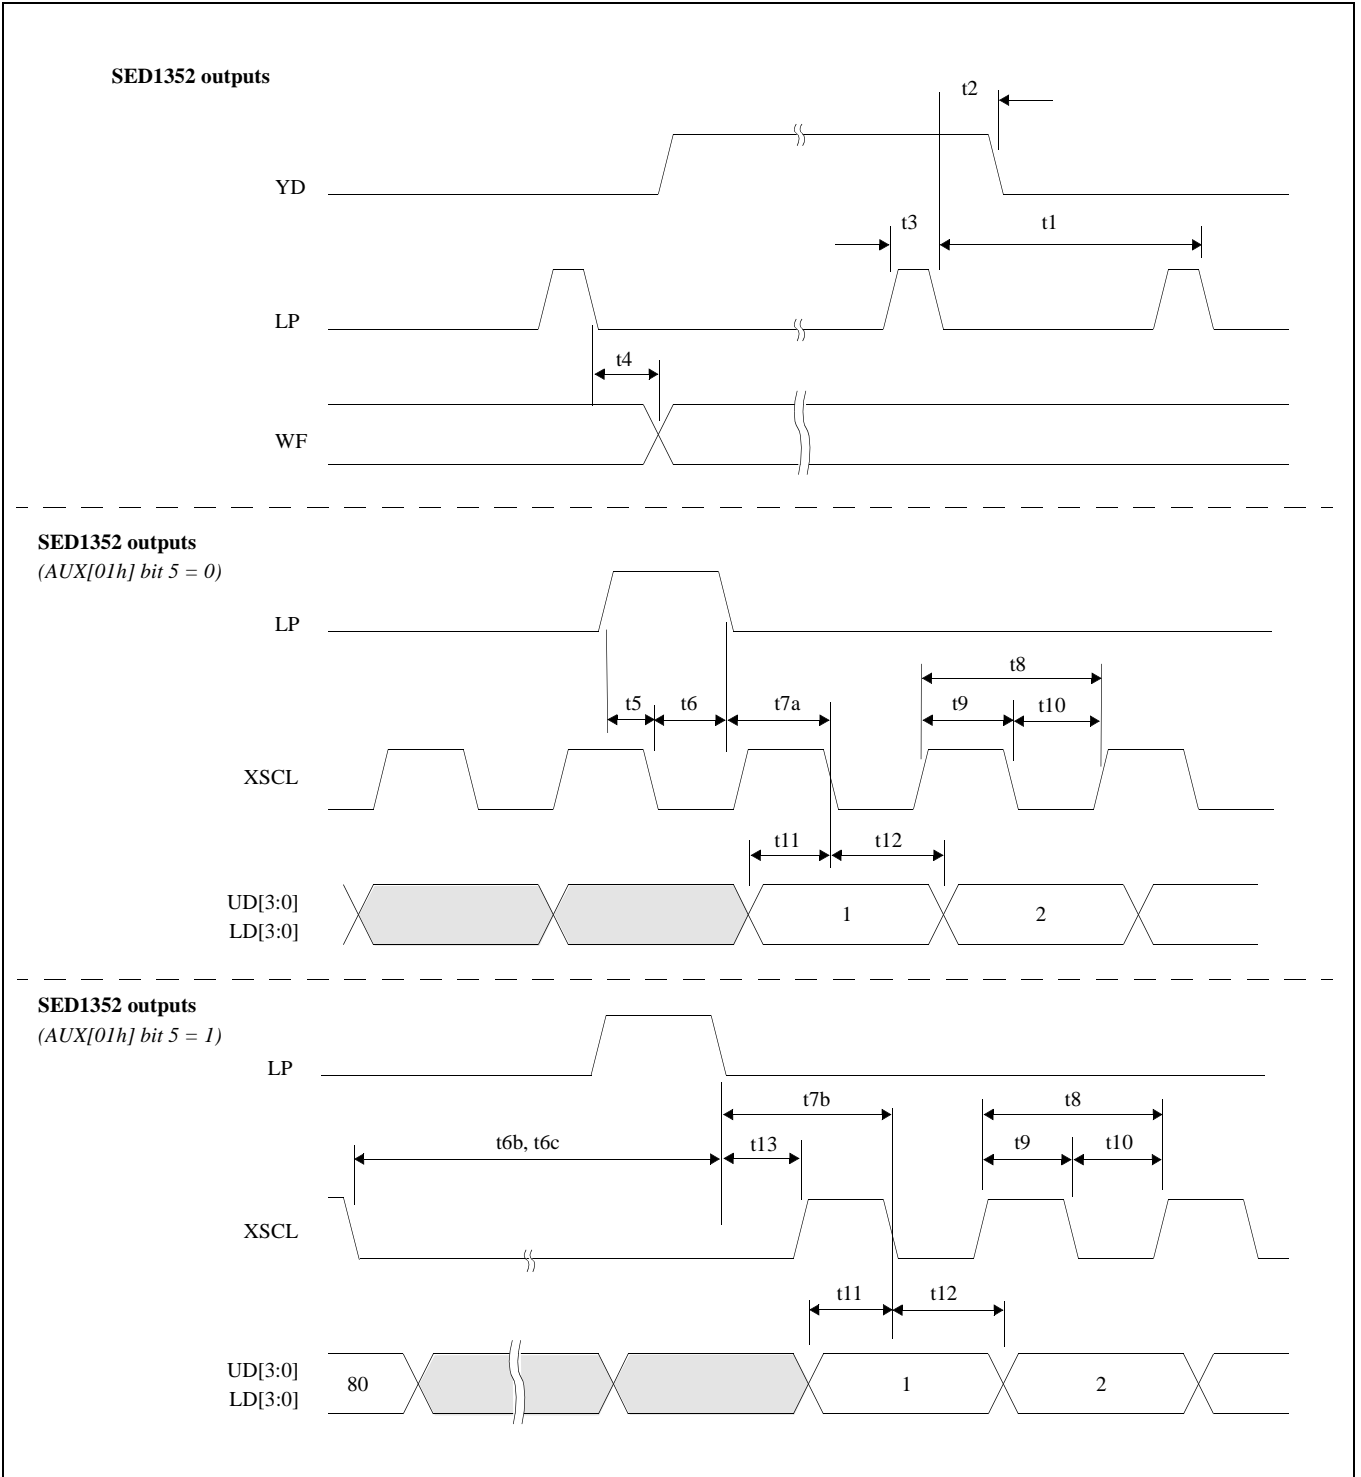 SED1352 outputs
t2
YD
t3
t1
LP
t4
WF
SED1352 outputs
(AUX[01h] bit 5 = 0)
LP
t8
t5
t6
t7a
t9
t10
XSCL
t11
t12
UD[3:0]
LD[3:0]
1
2
SED1352 outputs
(AUX[01h] bit 5 = 1)
LP
t7b
t8
t6b, t6c
t13
t9
t10
XSCL
t11
t12
UD[3:0]
LD[3:0]
80
1
2